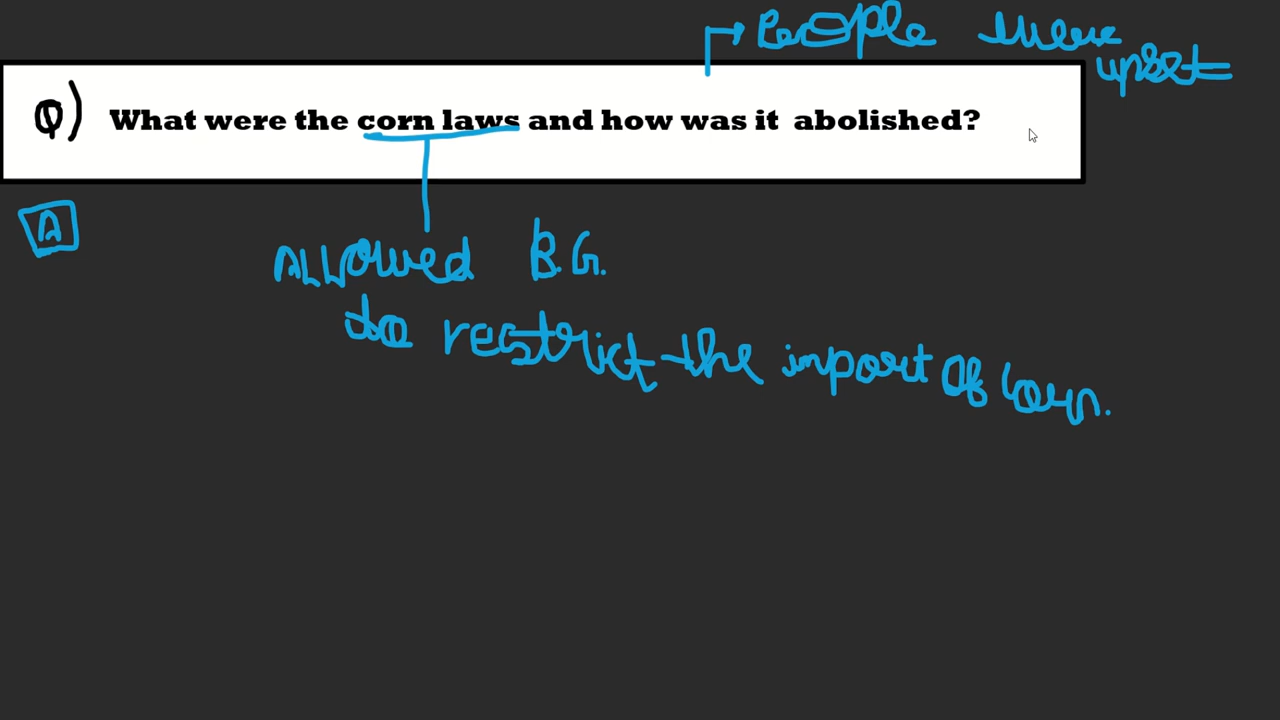 People were
upset
Q) What were the corn laws and how was it abolished?
A
ALLOWED B.G.
to restrict the import of corn.